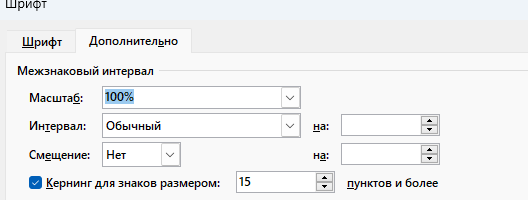 Шрифт
Шрифт Дополнительно
Межзнаковый интервал
Масштаб: 100%
Интервал: Обычный на:
Смещение: Нет на:
Кернинг для знаков размером: 15 пунктов и более